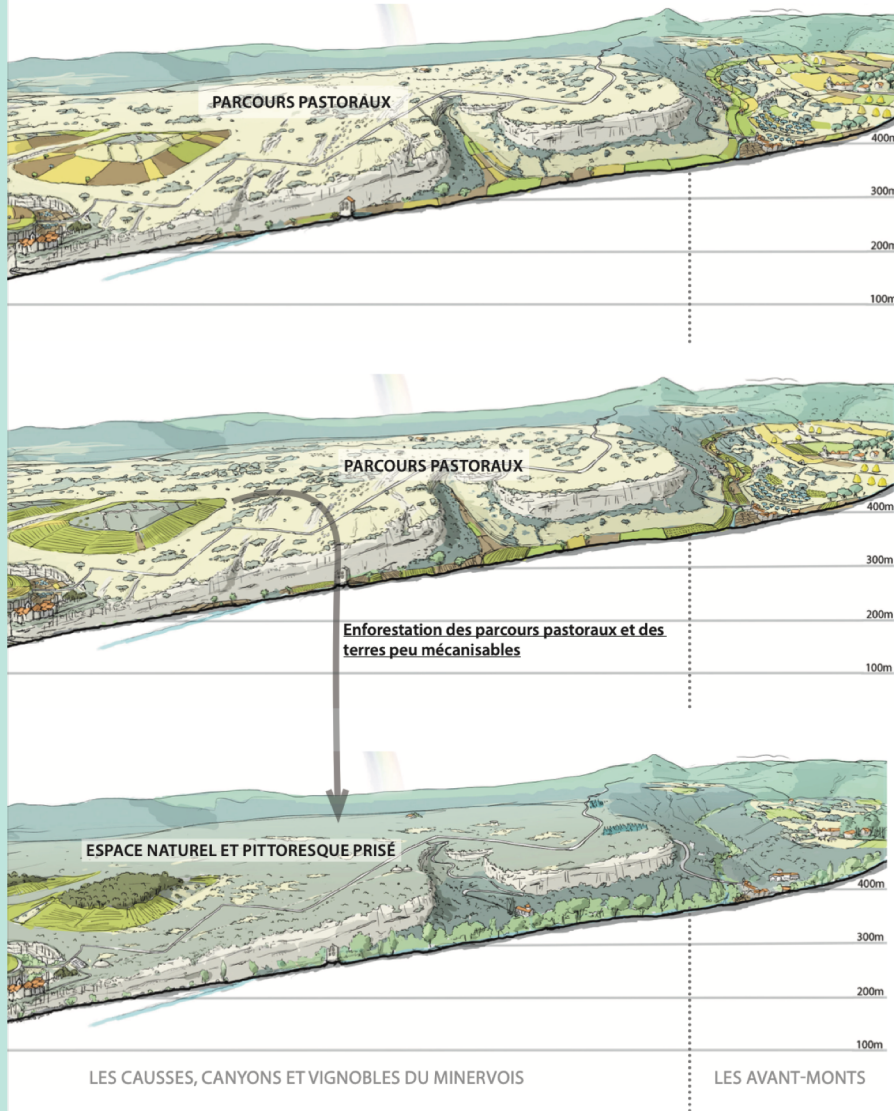 PARCOURS PASTORAUX
400m
300m
200m
100m
PARCOURS PASTORAUX
400m
300m
200m
100m
Enforestation des parcours pastoraux et des
terres peu mécanisables
ESPACE NATUREL ET PITTORESQUE PRISÉ
400m
300m
200m
100m
LES CAUSSES, CANYONS ET VIGNOBLES DU MINERVOIS
LES AVANT-MONTS